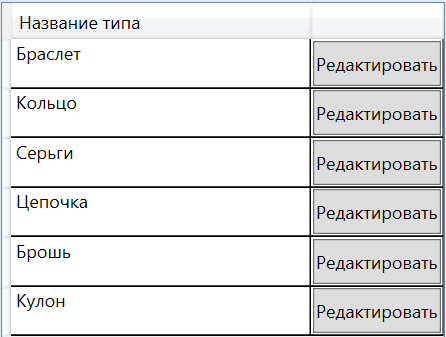 Название типа
Браслет Редактировать
Кольцо Редактировать
Серьги Редактировать
Цепочка Редактировать
Брошь Редактировать
Кулон Редактировать